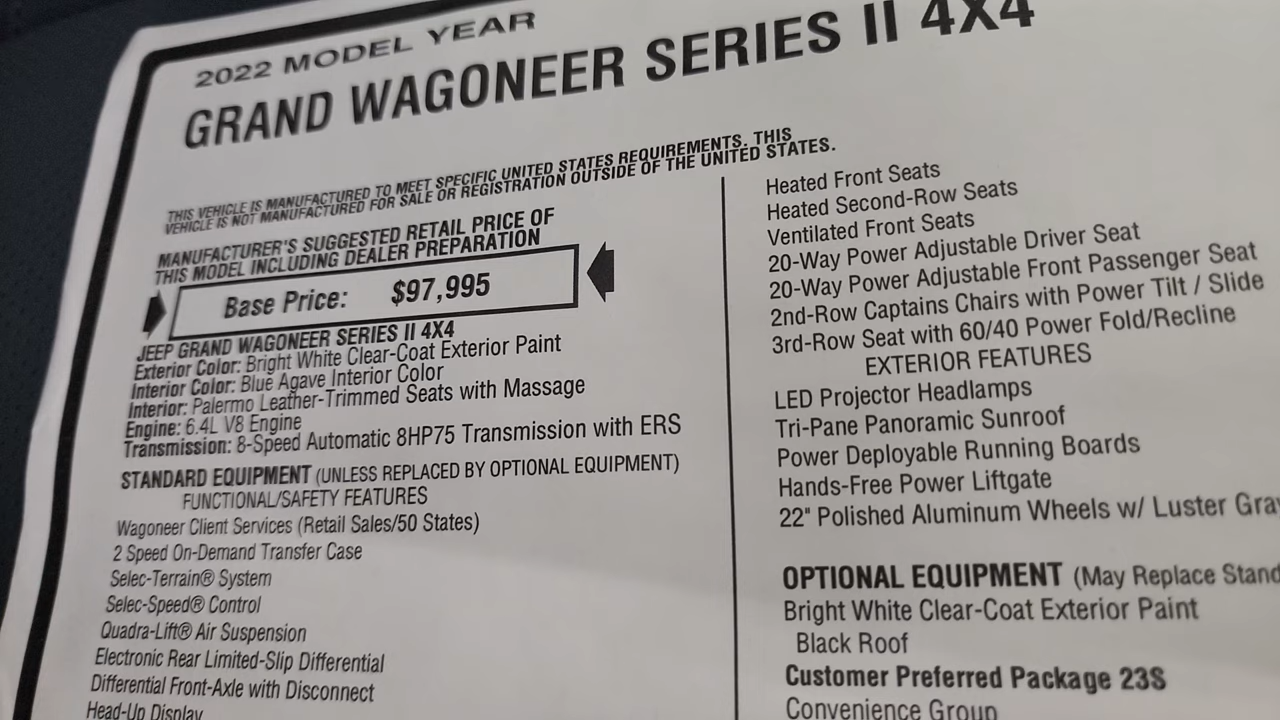 2022 MODEL YEAR
GRAND WAGONEER SERIES II 4X4
THIS VEHICLE IS MANUFACTURED TO MEET SPECIFIC UNITED STATES REQUIREMENTS. THIS
VEHICLE IS NOT MANUFACTURED FOR SALE OR REGISTRATION OUTSIDE OF THE UNITED STATES.
MANUFACTURER'S SUGGESTED RETAIL PRICE OF
THIS MODEL INCLUDING DEALER PREPARATION
Base Price: $97,995
JEEP GRAND WAGONEER SERIES II 4X4
Exterior Color: Bright White Clear-Coat Exterior Paint
Interior Color: Blue Agave Interior Color
Interior: Palermo Leather-Trimmed Seats with Massage
Engine: 6.4L V8 Engine
Transmission: 8-Speed Automatic 8HP75 Transmission with ERS
STANDARD EQUIPMENT (UNLESS REPLACED BY OPTIONAL EQUIPMENT)
FUNCTIONAL/SAFETY FEATURES
Wagoneer Client Services (Retail Sales/50 States)
2 Speed On-Demand Transfer Case
Selec-Terrain® System
Selec-Speed® Control
Quadra-Lift® Air Suspension
Electronic Rear Limited-Slip Differential
Differential Front-Axle with Disconnect
Head-Up Display
Heated Front Seats
Heated Second-Row Seats
Ventilated Front Seats
20-Way Power Adjustable Driver Seat
20-Way Power Adjustable Front Passenger Seat
2nd-Row Captains Chairs with Power Tilt / Slide
3rd-Row Seat with 60/40 Power Fold/Recline
EXTERIOR FEATURES
LED Projector Headlamps
Tri-Pane Panoramic Sunroof
Power Deployable Running Boards
Hands-Free Power Liftgate
22" Polished Aluminum Wheels w/ Luster Gra
OPTIONAL EQUIPMENT (May Replace Stand
Bright White Clear-Coat Exterior Paint
Black Roof
Customer Preferred Package 23S
Convenience Group